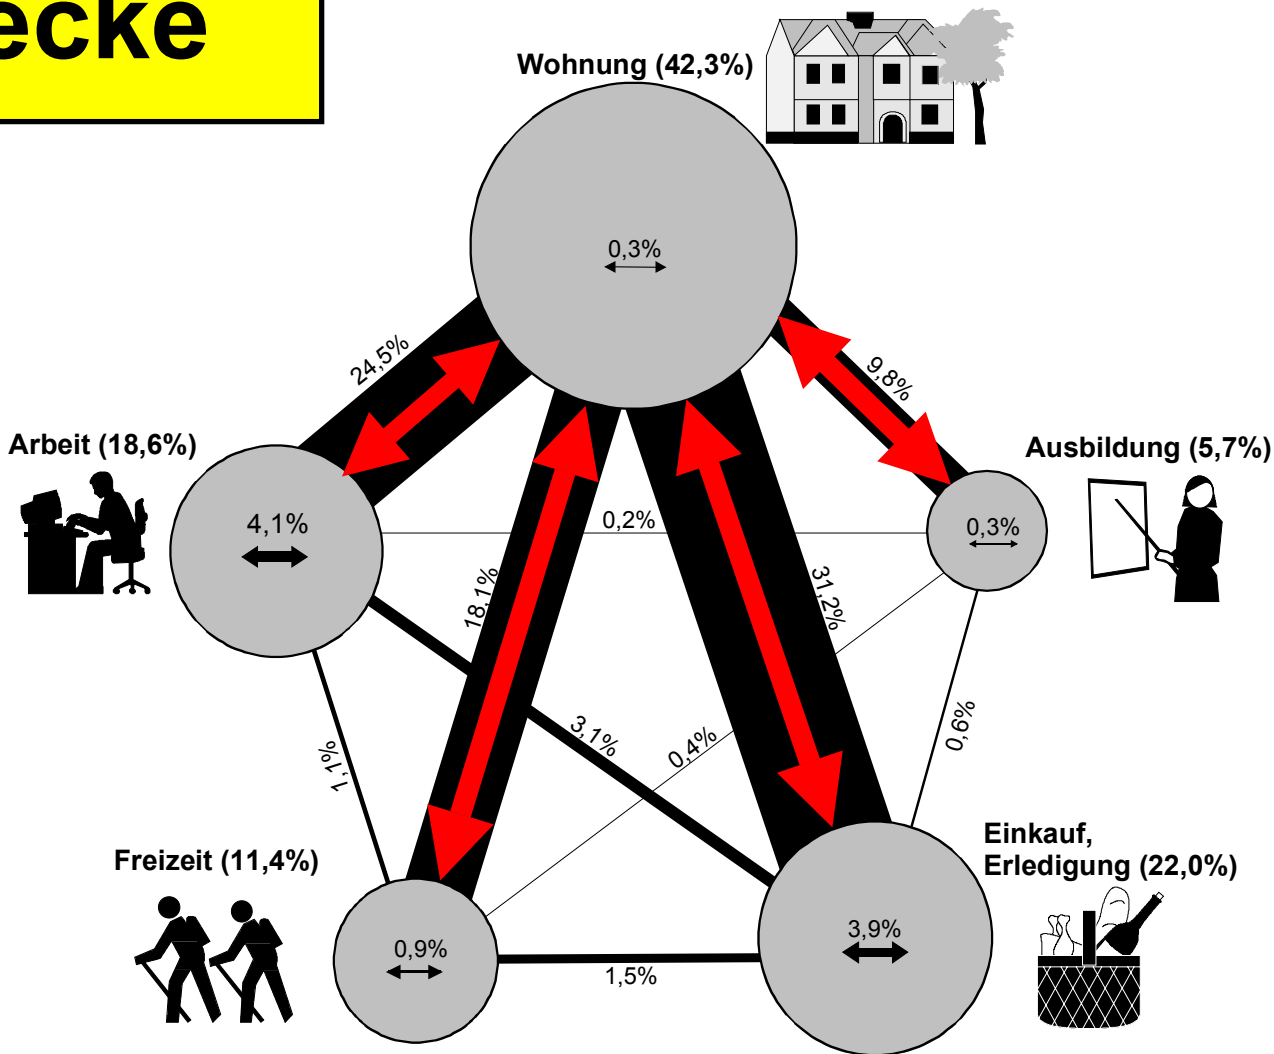 ecke
Wohnung (42,3%)
0,3%
24,5%
9,8%
Arbeit (18,6%)
Ausbildung (5,7%)
4,1%
0,2%
0,3%
18,1%
31,2%
3,1%
0,4%
0,6%
1,1%
Einkauf,
Erledigung (22,0%)
Freizeit (11,4%)
0,9%
3,9%
1,5%